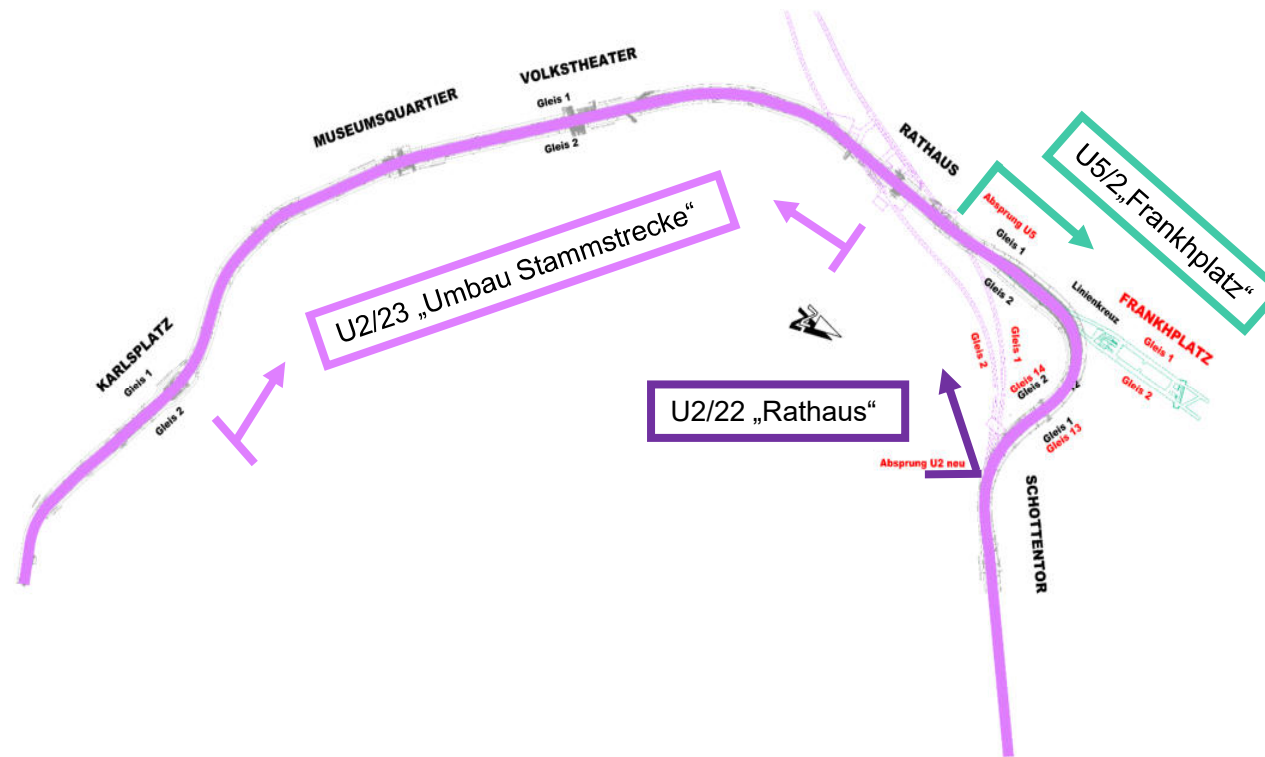 VOLKSTHEATER
Gleis 1
Gleis 2
MUSEUMSQUARTIER
RATHAUS
U5/2„Frankhplatz“
Absprung U5
Gleis 1
Gleis 2
U2/23 „Umbau Stammstrecke“
Linienkreuz
FRANKHPLATZ
Gleis 1
Gleis 2
KARLSPLATZ
Gleis 1
Gleis 2
Gleis 2
Gleis 1
Gleis 14
Gleis 2
U2/22 „Rathaus“
Gleis 1
Gleis 13
Absprung U2 neu
SCHOTTENTOR